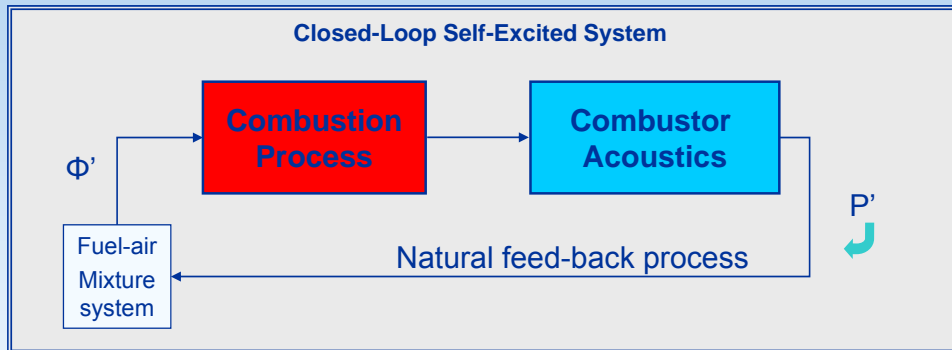 Closed-Loop Self-Excited System
Combustion
Process
Combustor
Acoustics
Φ'
P'
Fuel-air
Mixture
system
Natural feed-back process